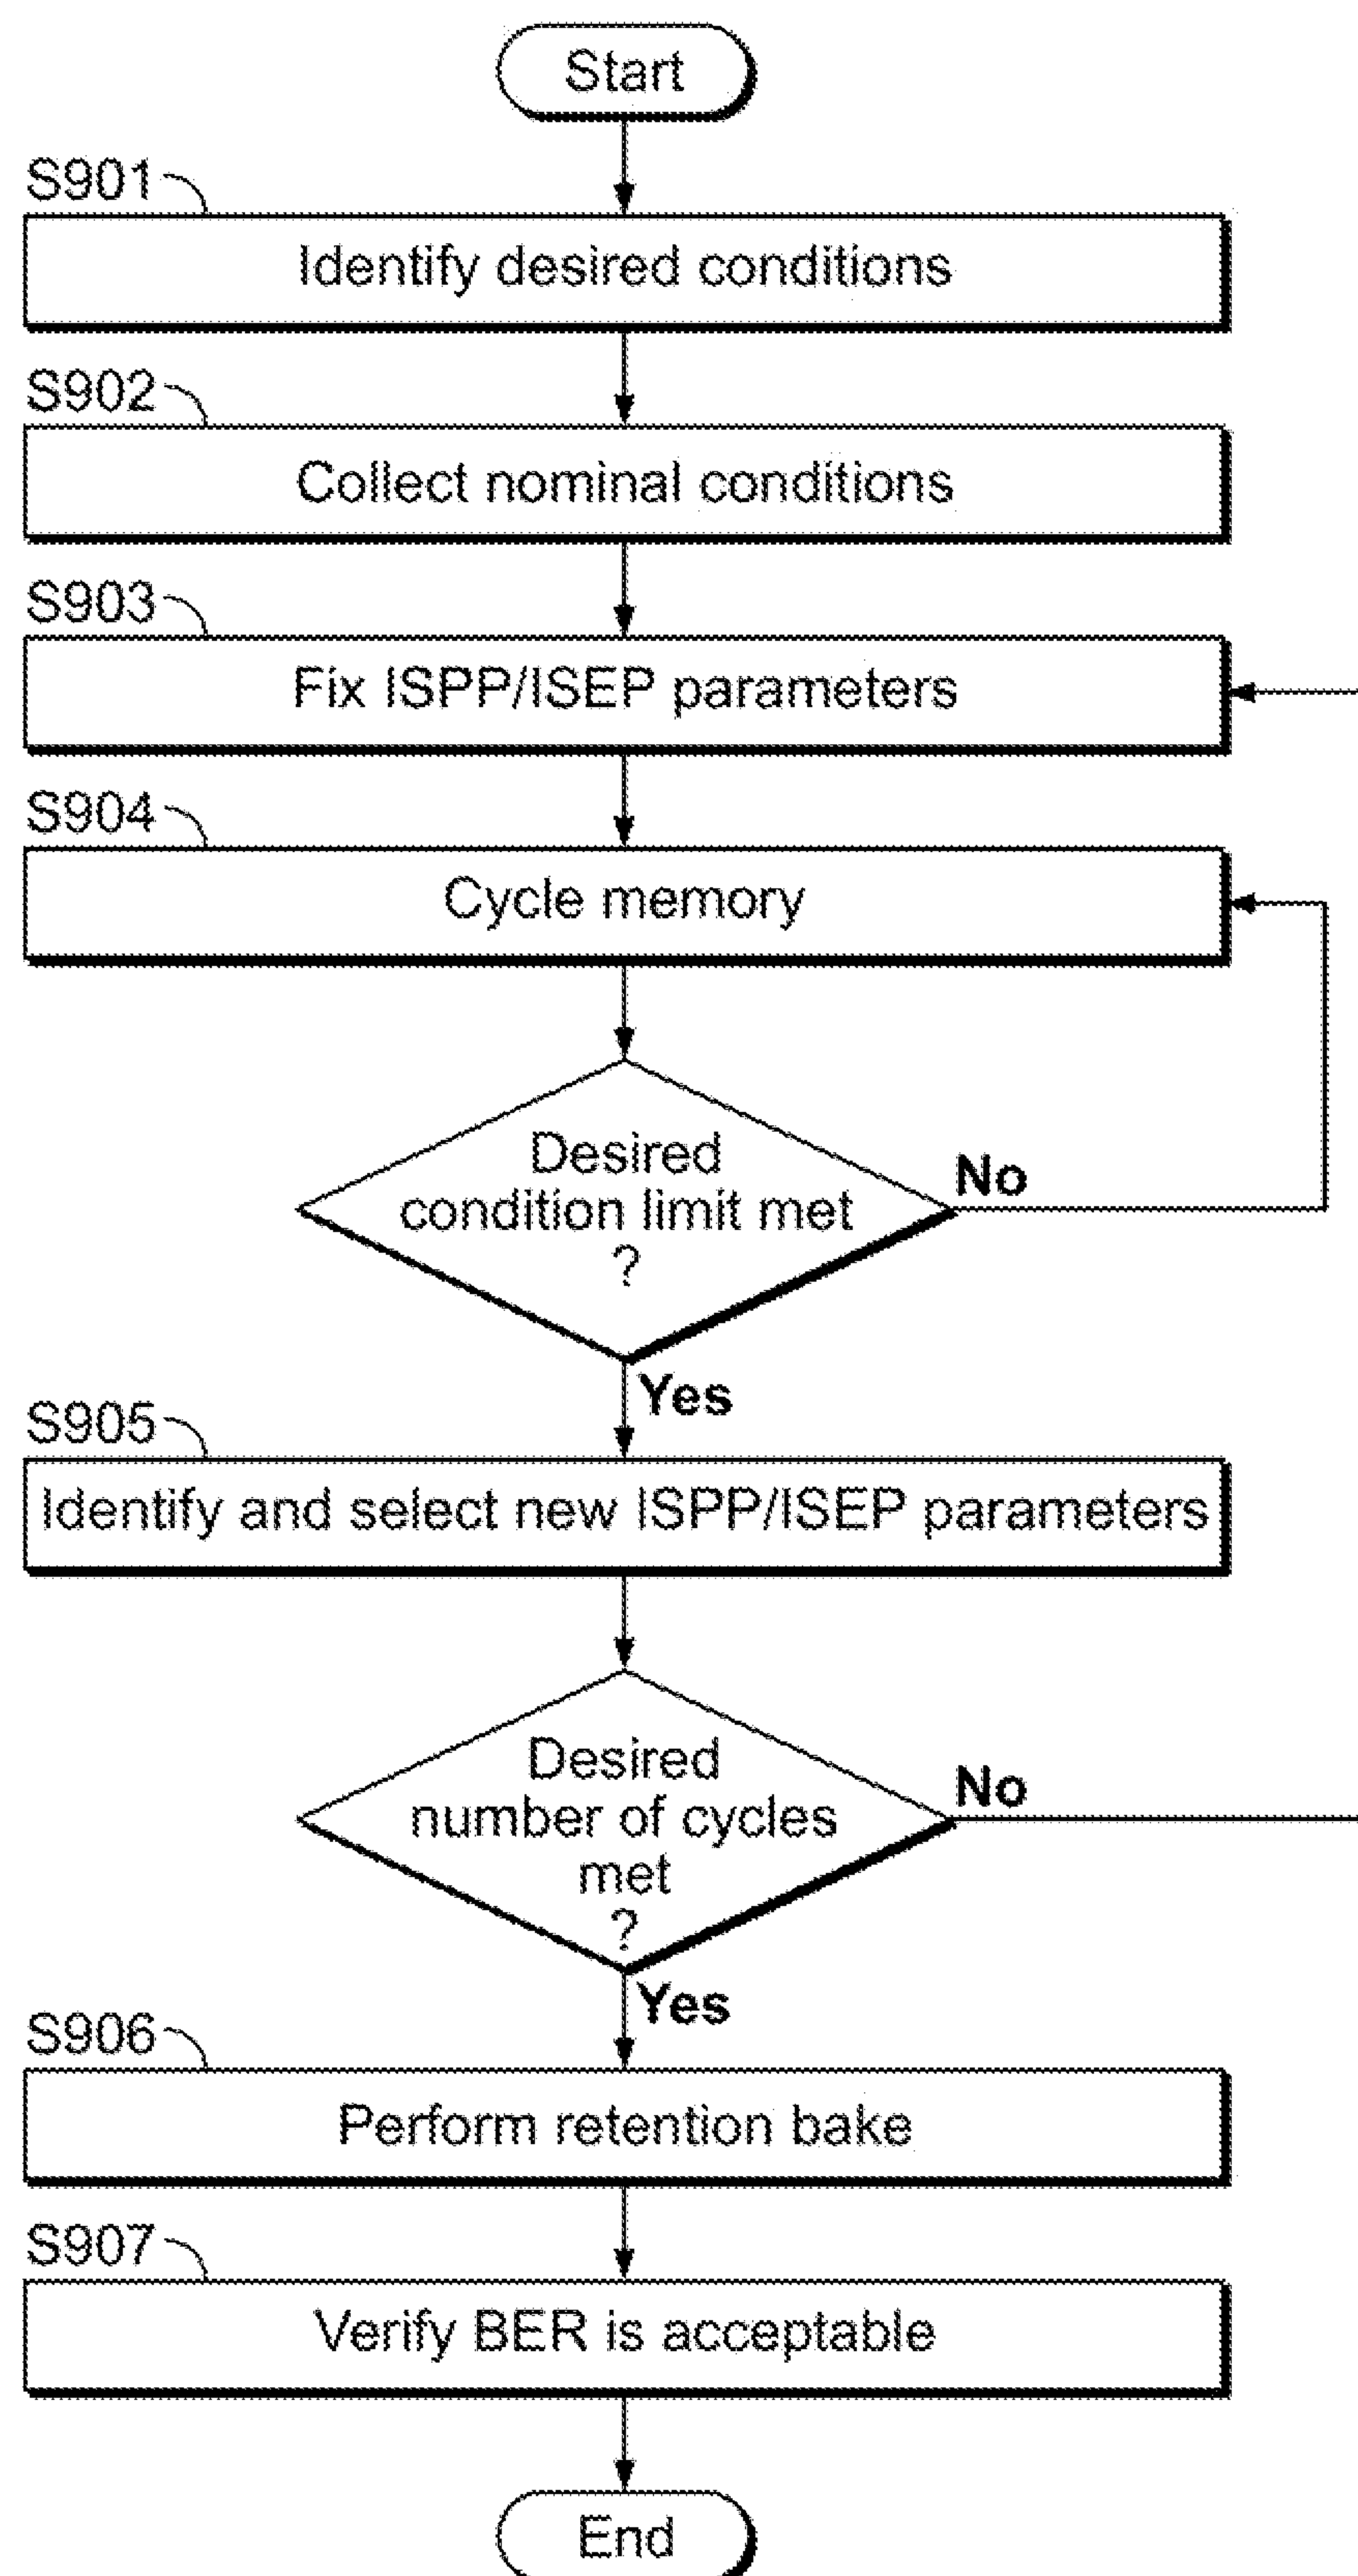 Start
S901
Identify desired conditions
S902
Collect nominal conditions
S903
Fix ISPP/ISEP parameters
S904
Cycle memory
Desired
condition limit met
?
No
Yes
S905
Identify and select new ISPP/ISEP parameters
Desired
number of cycles
met
?
No
Yes
S906
Perform retention bake
S907
Verify BER is acceptable
End